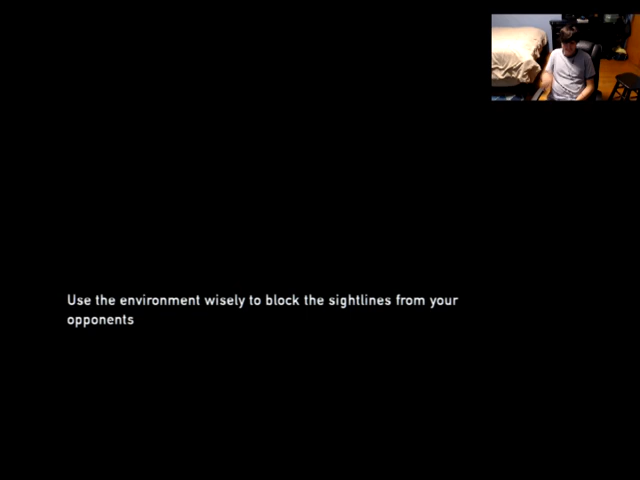 Use the environment wisely to block the sightlines from your
opponents